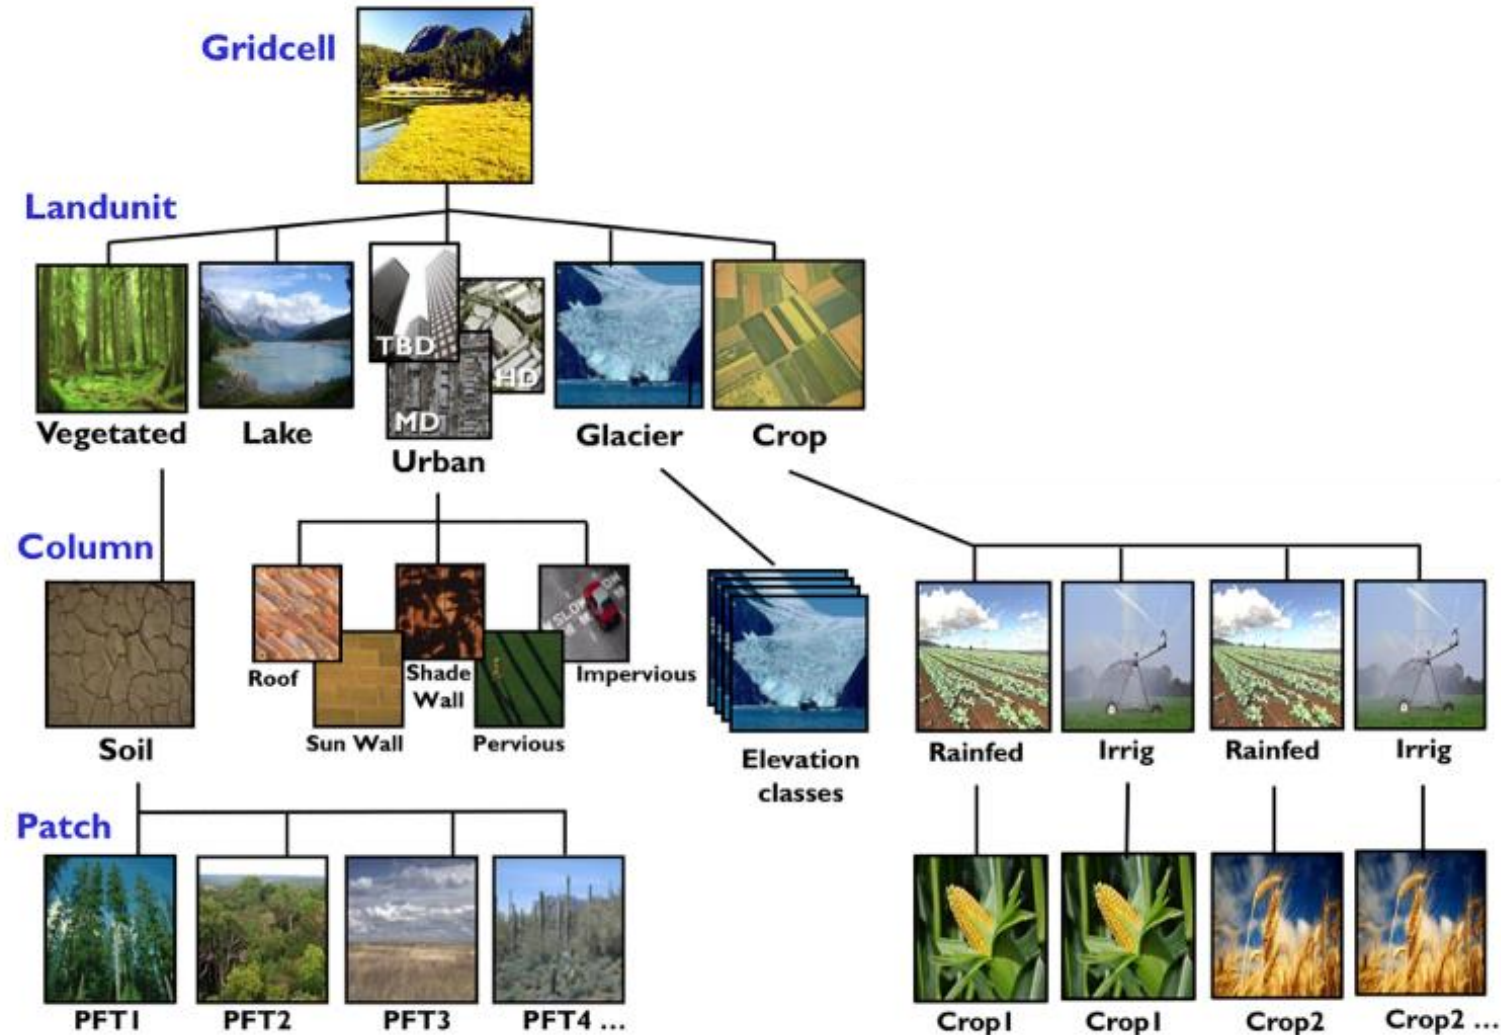 Gridcell
Landunit
TBD
HD
MD
Vegetated
Lake
Urban
Glacier
Crop
Column
SLOW
Roof
Shade
Wall
Impervious
Sun Wall
Pervious
Soil
Elevation
classes
Rainfed
Irrig
Rainfed
Irrig
Patch
PFT1
PFT2
PFT3
PFT4 ...
Crop1
Crop1
Crop2
Crop2 ...